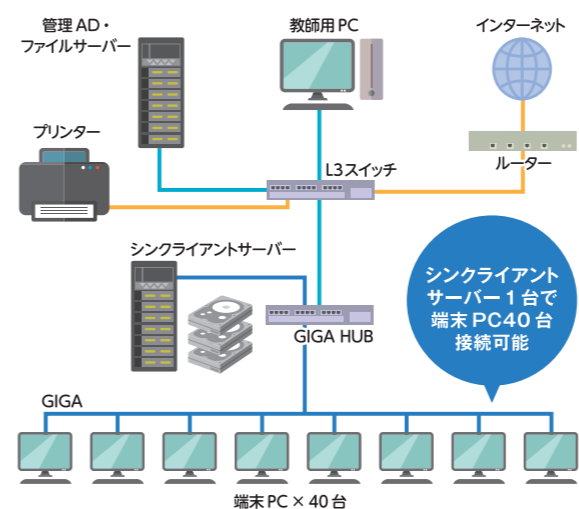 管理 AD・
ファイルサーバー
教師用 PC
インターネット
プリンター
L3スイッチ
ルーター
シンクライアントサーバー
GIGA HUB
シンクライアント
サーバー 1 台で
端末 PC40 台
接続可能
GIGA
端末 PC × 40 台